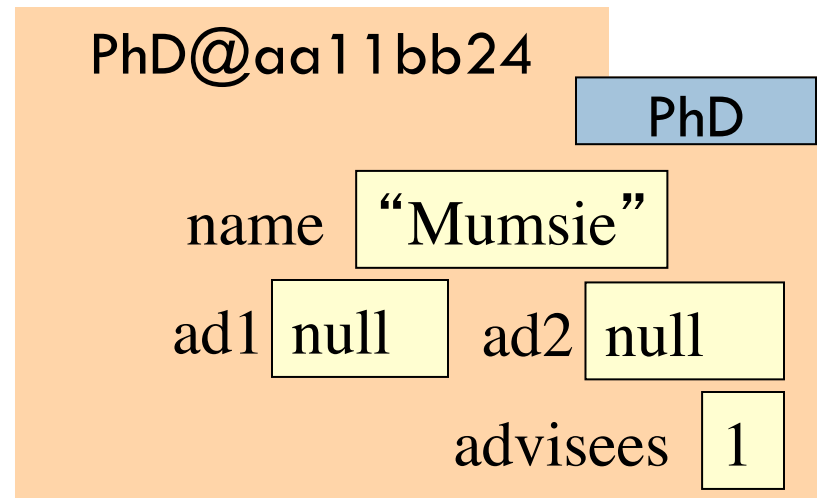 PhD@aa11bb24
PhD
name “Mumsie”
ad1 null ad2 null
advisees 1